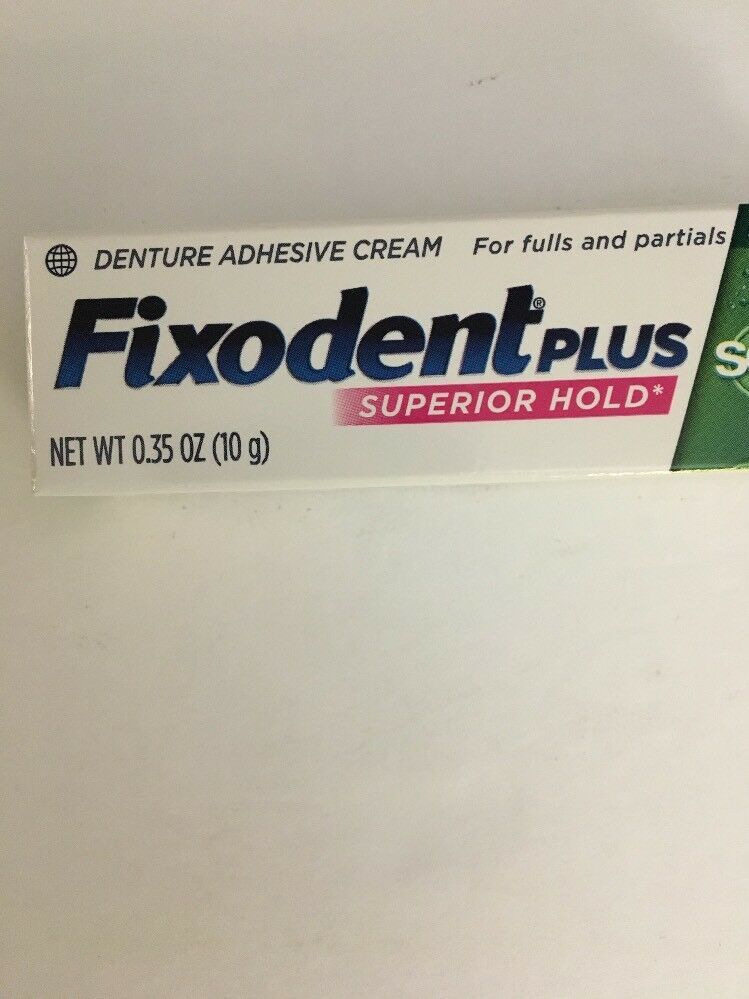 DENTURE ADHESIVE CREAM For fulls and partials
Fixodent® PLUS
SUPERIOR HOLD*
NET WT 0.35 OZ (10 g)